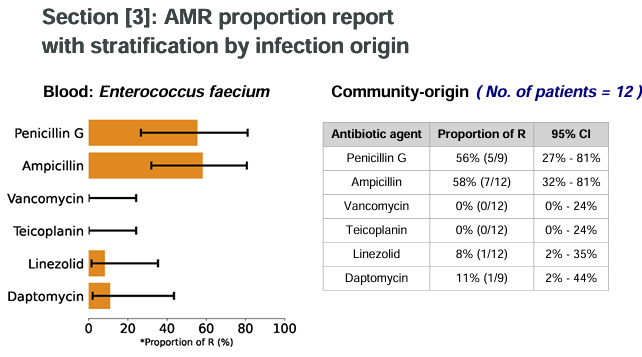 Section [3]: AMR proportion report
with stratification by infection origin
Blood: Enterococcus faecium
Penicillin G
Ampicillin
Vancomycin
Teicoplanin
Linezolid
Daptomycin
0 20 40 60 80 100
*Proportion of R (%)
Community-origin ( No. of patients = 12 )
Antibiotic agent Proportion of R 95% CI
Penicillin G 56% (5/9) 27% - 81%
Ampicillin 58% (7/12) 32% - 81%
Vancomycin 0% (0/12) 0% - 24%
Teicoplanin 0% (0/12) 0% - 24%
Linezolid 8% (1/12) 2% - 35%
Daptomycin 11% (1/9) 2% - 44%